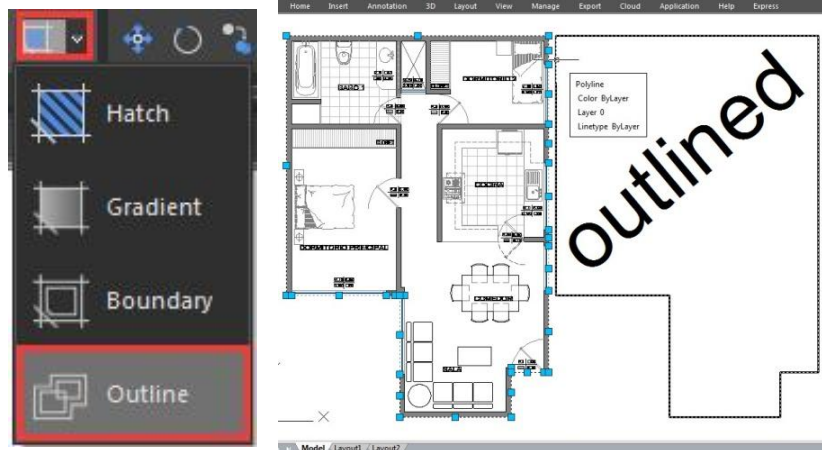 Hatch
Gradient
Boundary
Outline
Home Insert Annotation 3D Layout View Manage Export Cloud Application Help Express
BAÑO 1
DORMITORIO 2
Polyline
Color ByLayer
Layer 0
Linetype ByLayer
outlined
COCINA
DORMITORIO PRINCIPAL
COMEDOR
SALA
Model Layout1 Layout2